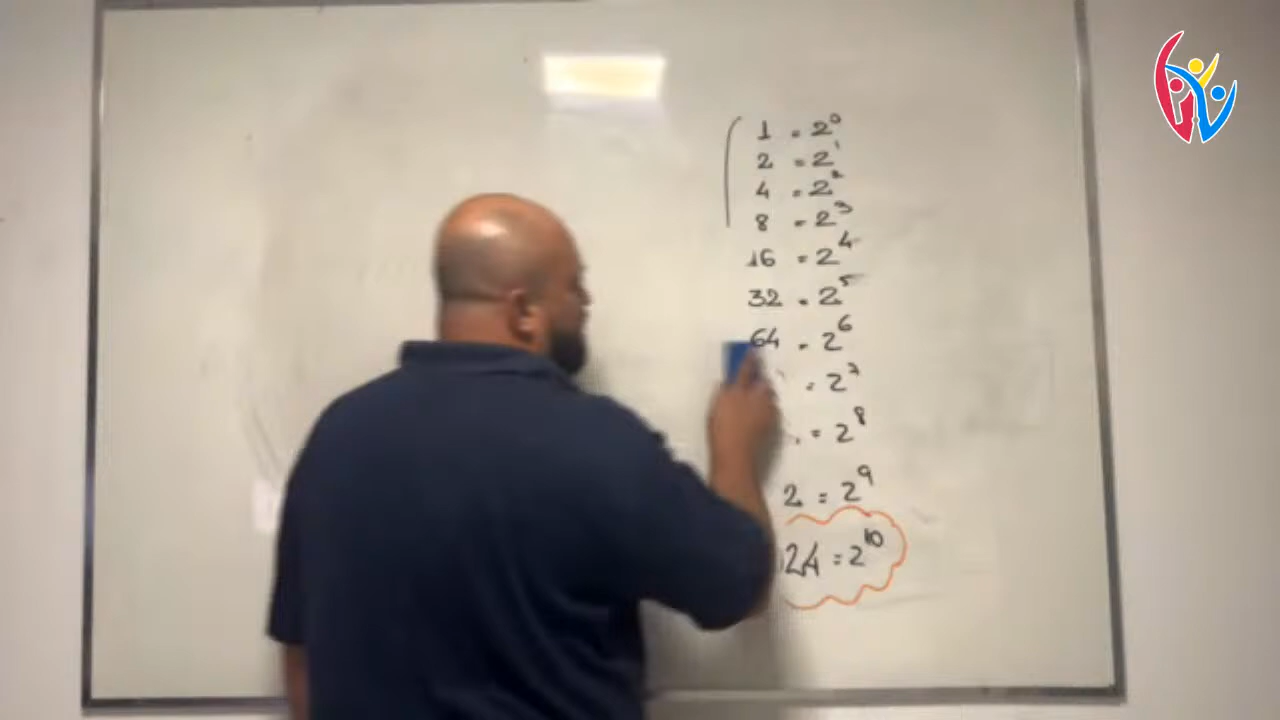 1 = 2⁰
2 = 2¹
4 = 2²
8 = 2³
16 = 2⁴
32 = 2⁵
64 = 2⁶
= 2⁷
= 2⁸
2 = 2⁹
24 = 2¹⁰